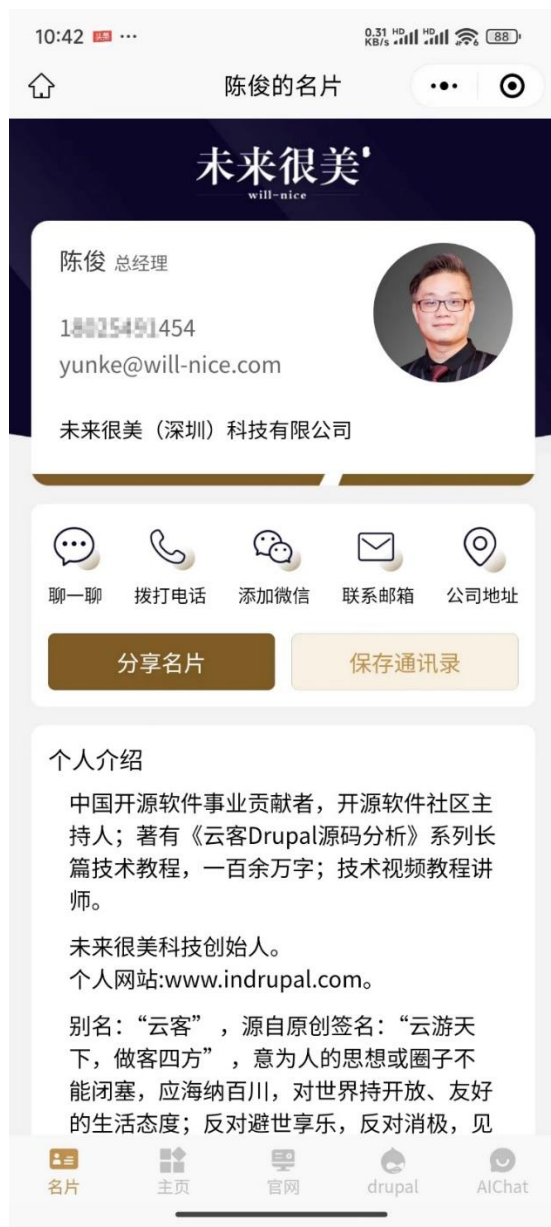 10:42 ···
0.31 KB/s HD HD 88
陈俊的名片
未来很美
will-nice
陈俊 总经理
454
yunke@will-nice.com
未来很美（深圳）科技有限公司
聊一聊 拨打电话 添加微信 联系邮箱 公司地址
分享名片 保存通讯录
个人介绍
中国开源软件事业贡献者，开源软件社区主
持人；著有《云客Drupal源码分析》系列长
篇技术教程，一百余万字；技术视频教程讲
师。
未来很美科技创始人。
个人网站:www.indrupal.com。
别名：“云客”，源自原创签名：“云游天
下，做客四方”，意为人的思想或圈子不
能闭塞，应海纳百川，对世界持开放、友好
的生活态度；反对避世享乐，反对消极，见
名片 主页 官网 drupal AIChat